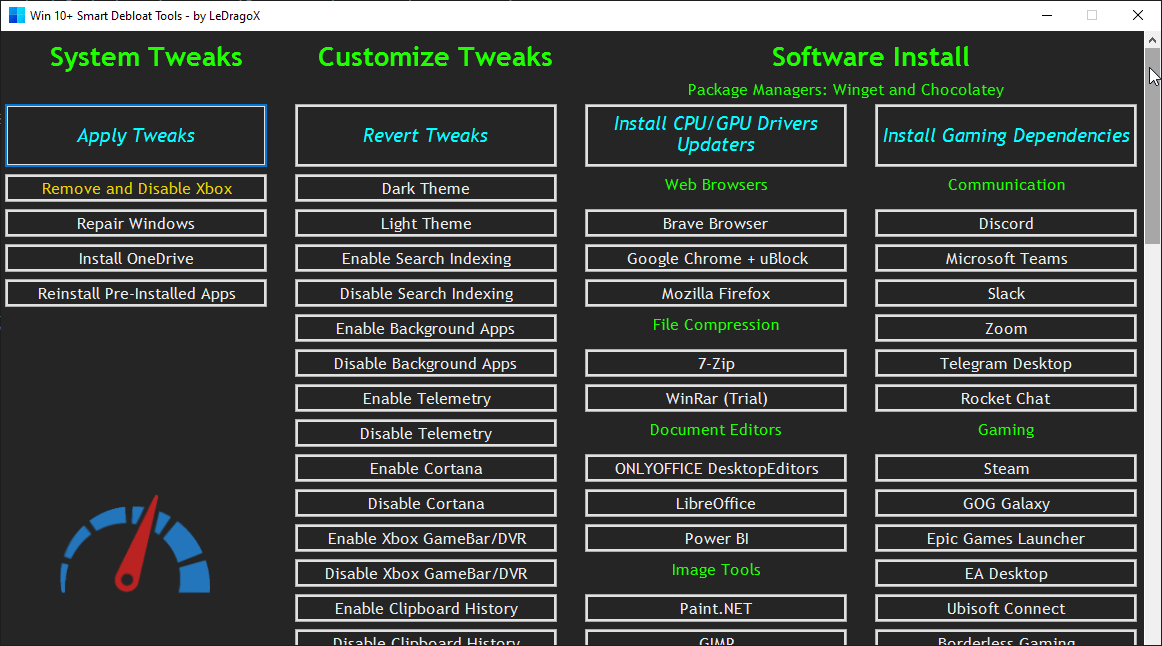 Win 10+ Smart Debloat Tools - by LeDragoX
System Tweaks
Apply Tweaks
Remove and Disable Xbox
Repair Windows
Install OneDrive
Reinstall Pre-Installed Apps
Customize Tweaks
Revert Tweaks
Dark Theme
Light Theme
Enable Search Indexing
Disable Search Indexing
Enable Background Apps
Disable Background Apps
Enable Telemetry
Disable Telemetry
Enable Cortana
Disable Cortana
Enable Xbox GameBar/DVR
Disable Xbox GameBar/DVR
Enable Clipboard History
Disable Clipboard History
Software Install
Package Managers: Winget and Chocolatey
Install CPU/GPU Drivers
Updaters
Web Browsers
Brave Browser
Google Chrome + uBlock
Mozilla Firefox
File Compression
7-Zip
WinRar (Trial)
Document Editors
ONLYOFFICE DesktopEditors
LibreOffice
Power BI
Image Tools
Paint.NET
GIMP
Install Gaming Dependencies
Communication
Discord
Microsoft Teams
Slack
Zoom
Telegram Desktop
Rocket Chat
Gaming
Steam
GOG Galaxy
Epic Games Launcher
EA Desktop
Ubisoft Connect
Borderless Gaming